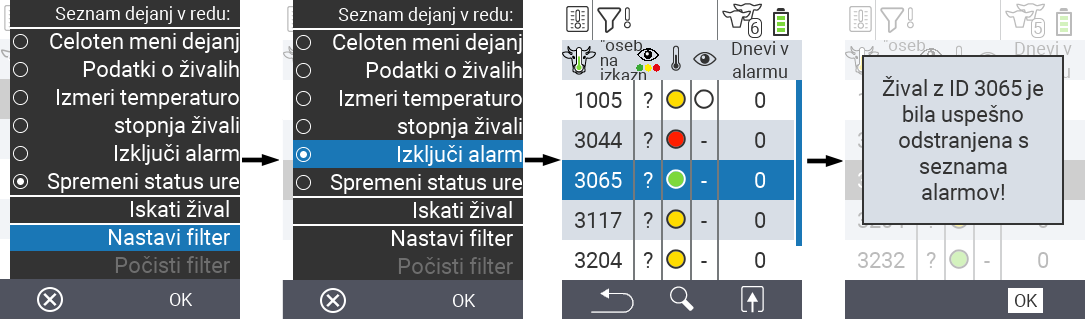 Seznam dejanj v redu:
Celoten meni dejanj
Podatki o živalih
Izmeri temperaturo
stopnja živali
Izključi alarm
Spremeni status ure
Iskati žival
Nastavi filter
Počisti filter
OK
Seznam dejanj v redu:
Celoten meni dejanj
Podatki o živalih
Izmeri temperaturo
stopnja živali
Izključi alarm
Spremeni status ure
Iskati žival
Nastavi filter
Počisti filter
OK
6
"oseb
na
izkazn
Dnevi v
alarmu
1005 ? 0
3044 ? - 0
3065 ? - 0
3117 ? - 0
3204 ? - 0
5
"oseb
Dnevi v
Žival z ID 3065 je
bila uspešno
odstranjena s
seznama
alarmov!
3232 ? - 0
OK